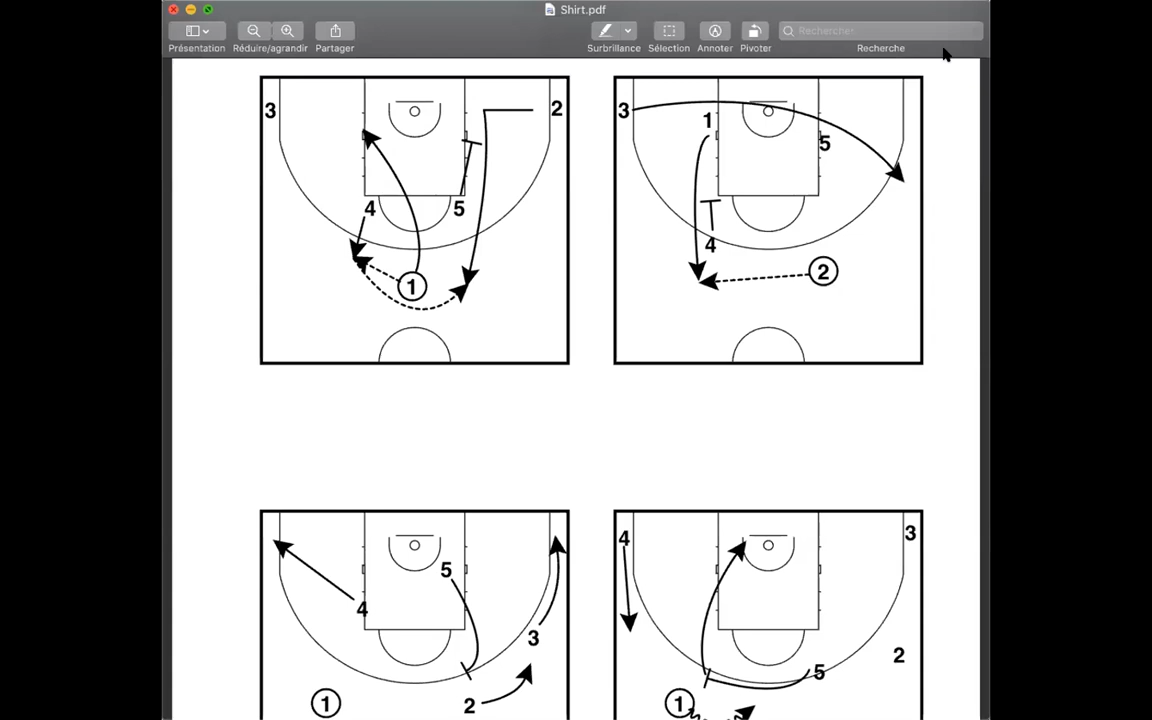 Shirt.pdf
Présentation
Réduire/agrandir
Partager
Surbrillance
Sélection
Annoter
Pivoter
Rechercher
Recherche
3
2
4
5
1
3
1
5
4
2
5
4
3
1
2
4
3
2
5
1